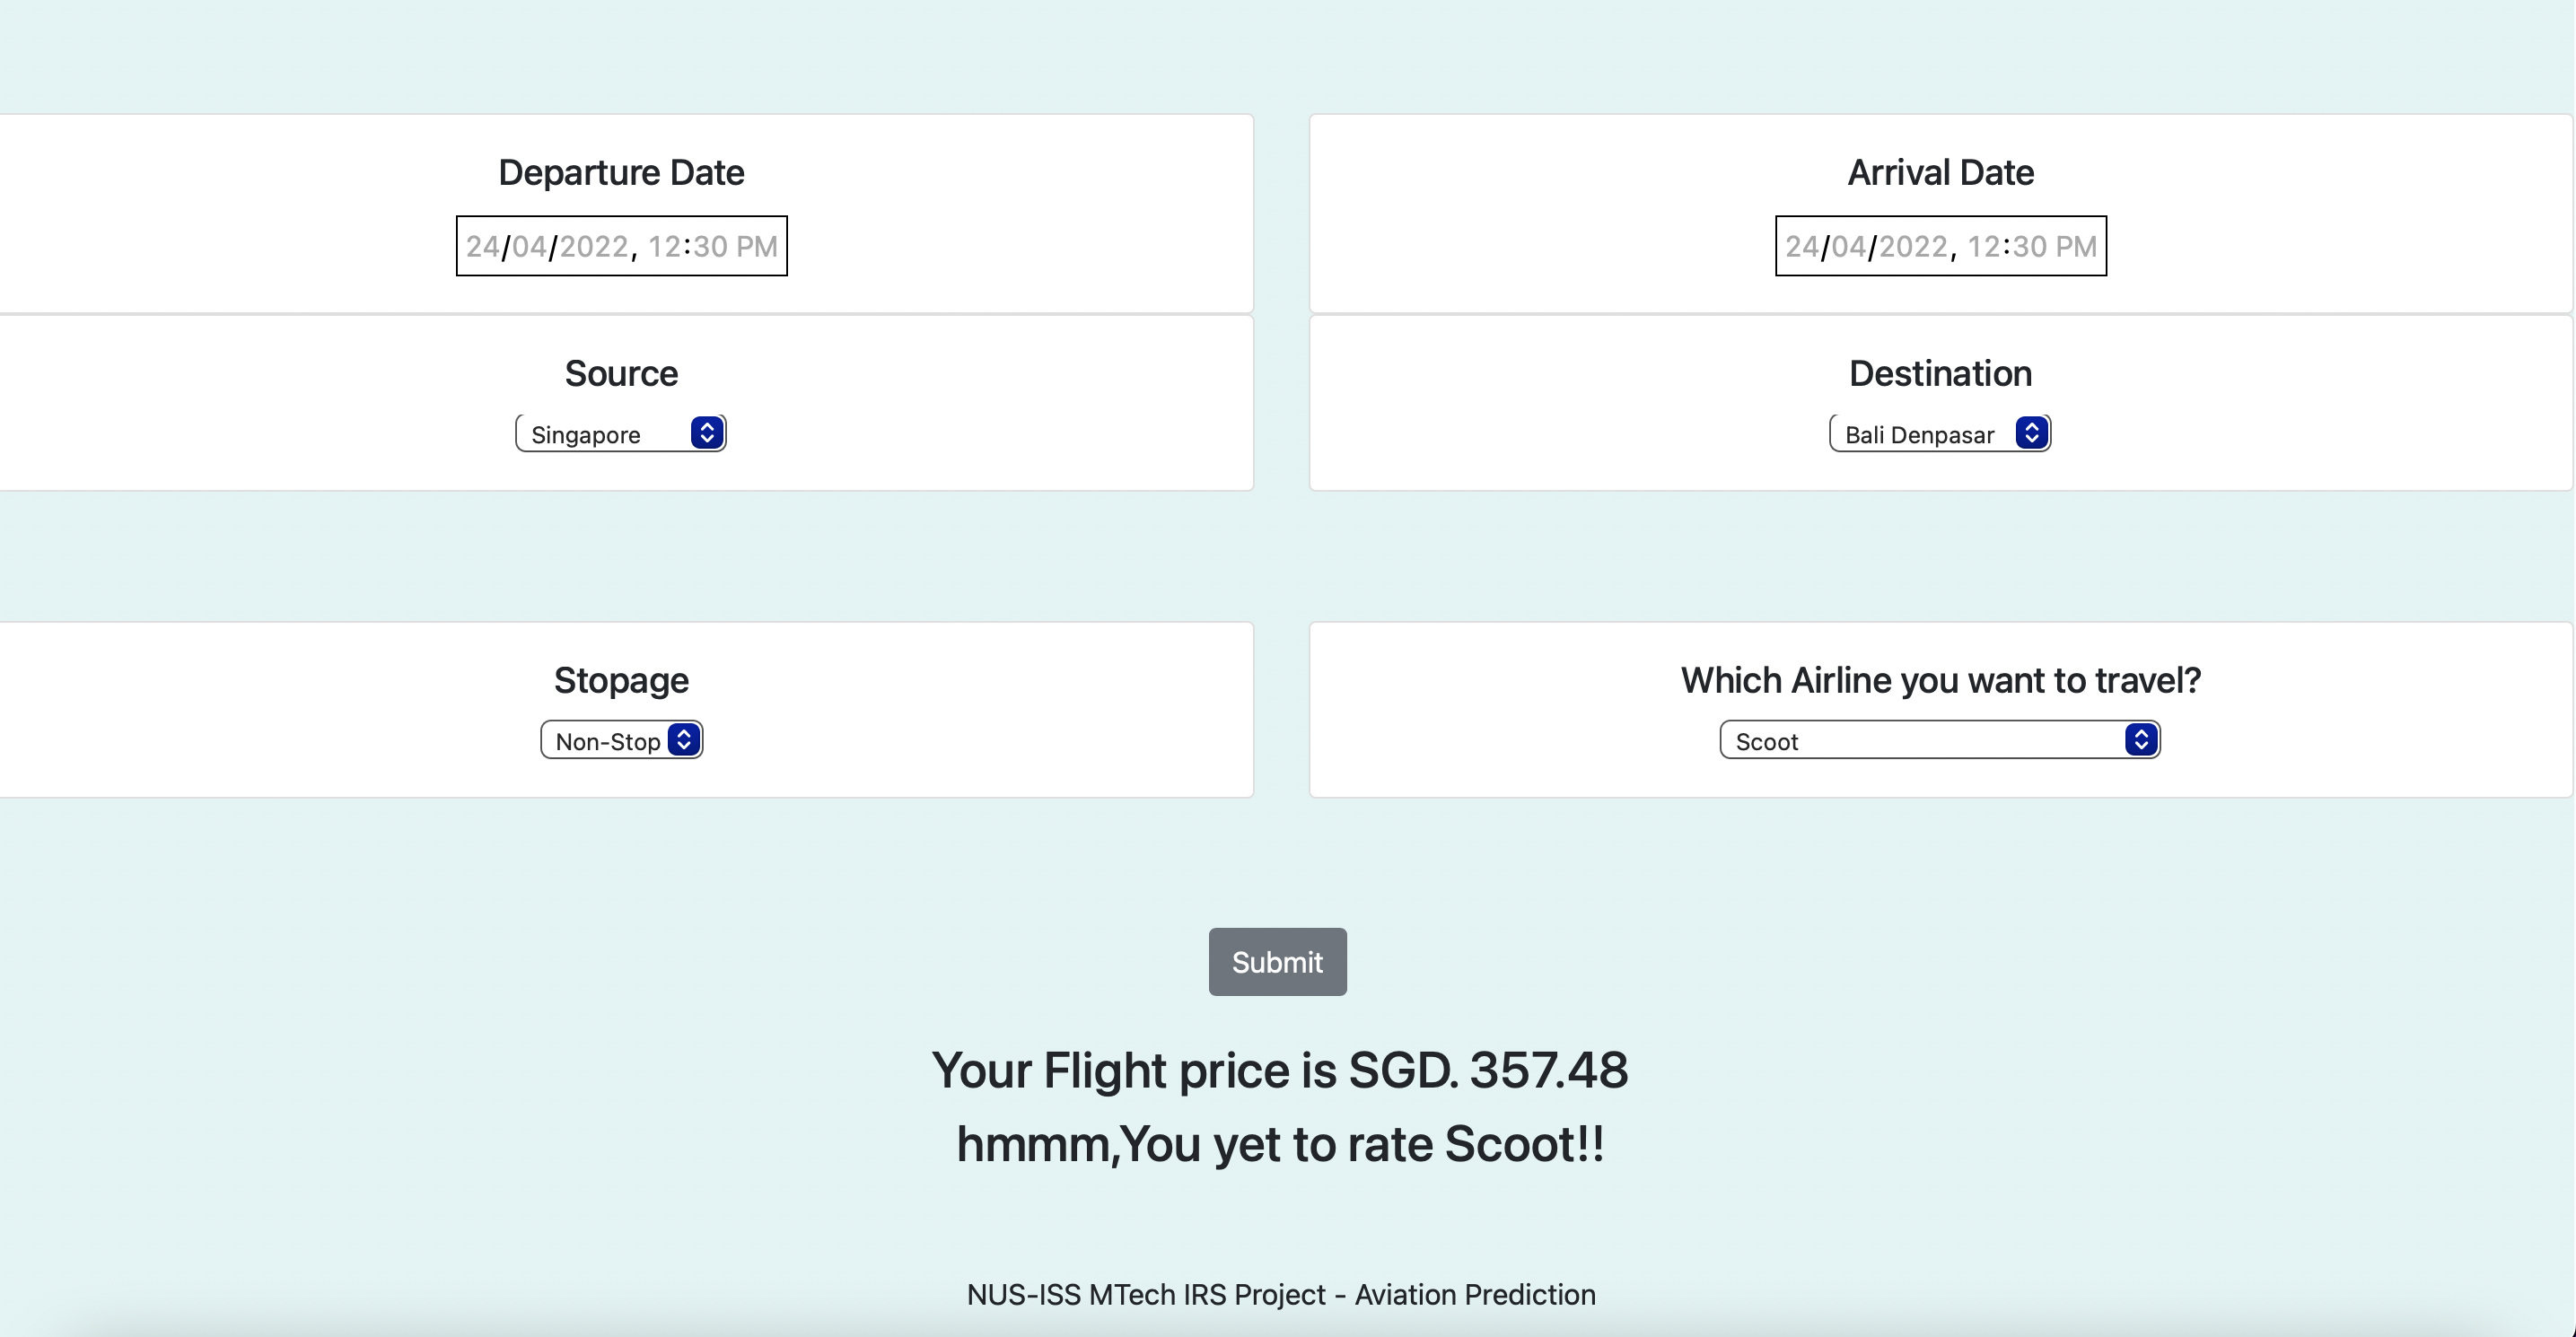 Departure Date
Arrival Date
24/04/2022, 12:30 PM
24/04/2022, 12:30 PM
Source
Destination
Singapore
Bali Denpasar
Stopage
Which Airline you want to travel?
Non-Stop
Scoot
Submit
Your Flight price is SGD. 357.48
hmmm,You yet to rate Scoot!!
NUS-ISS MTech IRS Project - Aviation Prediction